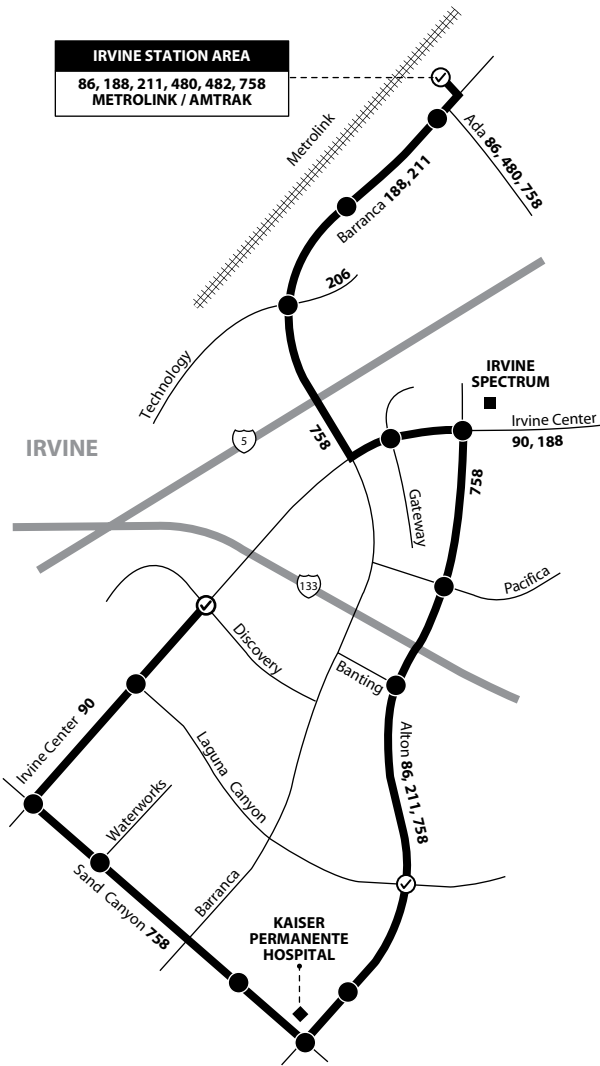 IRVINE STATION AREA
86, 188, 211, 480, 482, 758
METROLINK / AMTRAK
Metrolink
Ada 86, 480, 758
Barranca 188, 211
206
Technology
IRVINE
SPECTRUM
Irvine Center
90, 188
758
5
IRVINE
758
Gateway
Pacifica
133
Discovery
Banting
Irvine Center 90
Laguna Canyon
Alton 86, 211, 758
Waterworks
Sand Canyon 758
Barranca
KAISER
PERMANENTE
HOSPITAL